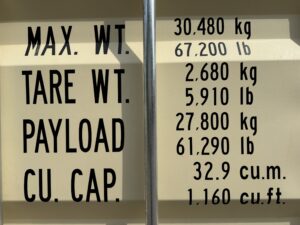 MAX. WT. 30.480 kg
67.200 lb
TARE WT. 2.680 kg
5.910 lb
PAYLOAD 27.800 kg
61.290 lb
CU. CAP. 32.9 cu.m.
1.160 cu.ft.